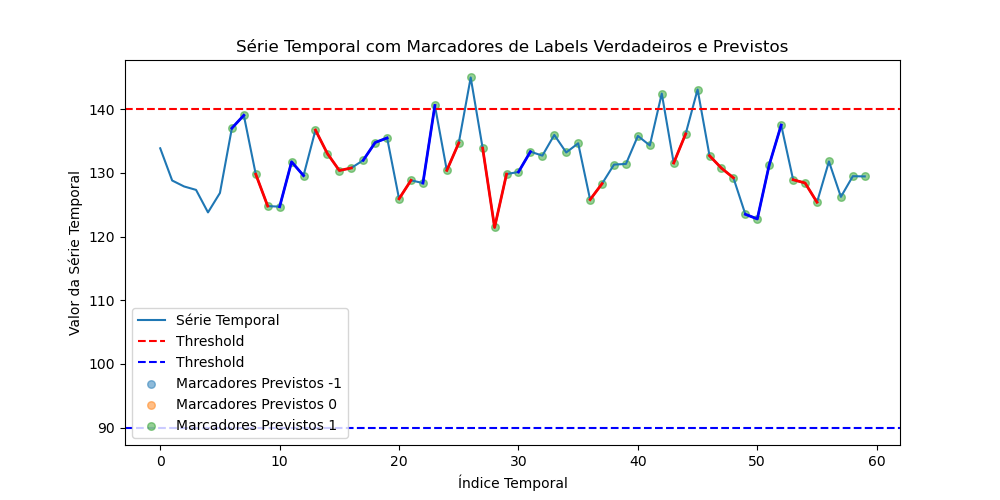 Série Temporal com Marcadores de Labels Verdadeiros e Previstos
Valor da Série Temporal
140
130
120
110
100
90
Série Temporal
Threshold
Threshold
Marcadores Previstos -1
Marcadores Previstos 0
Marcadores Previstos 1
0
10
20
30
40
50
60
Índice Temporal